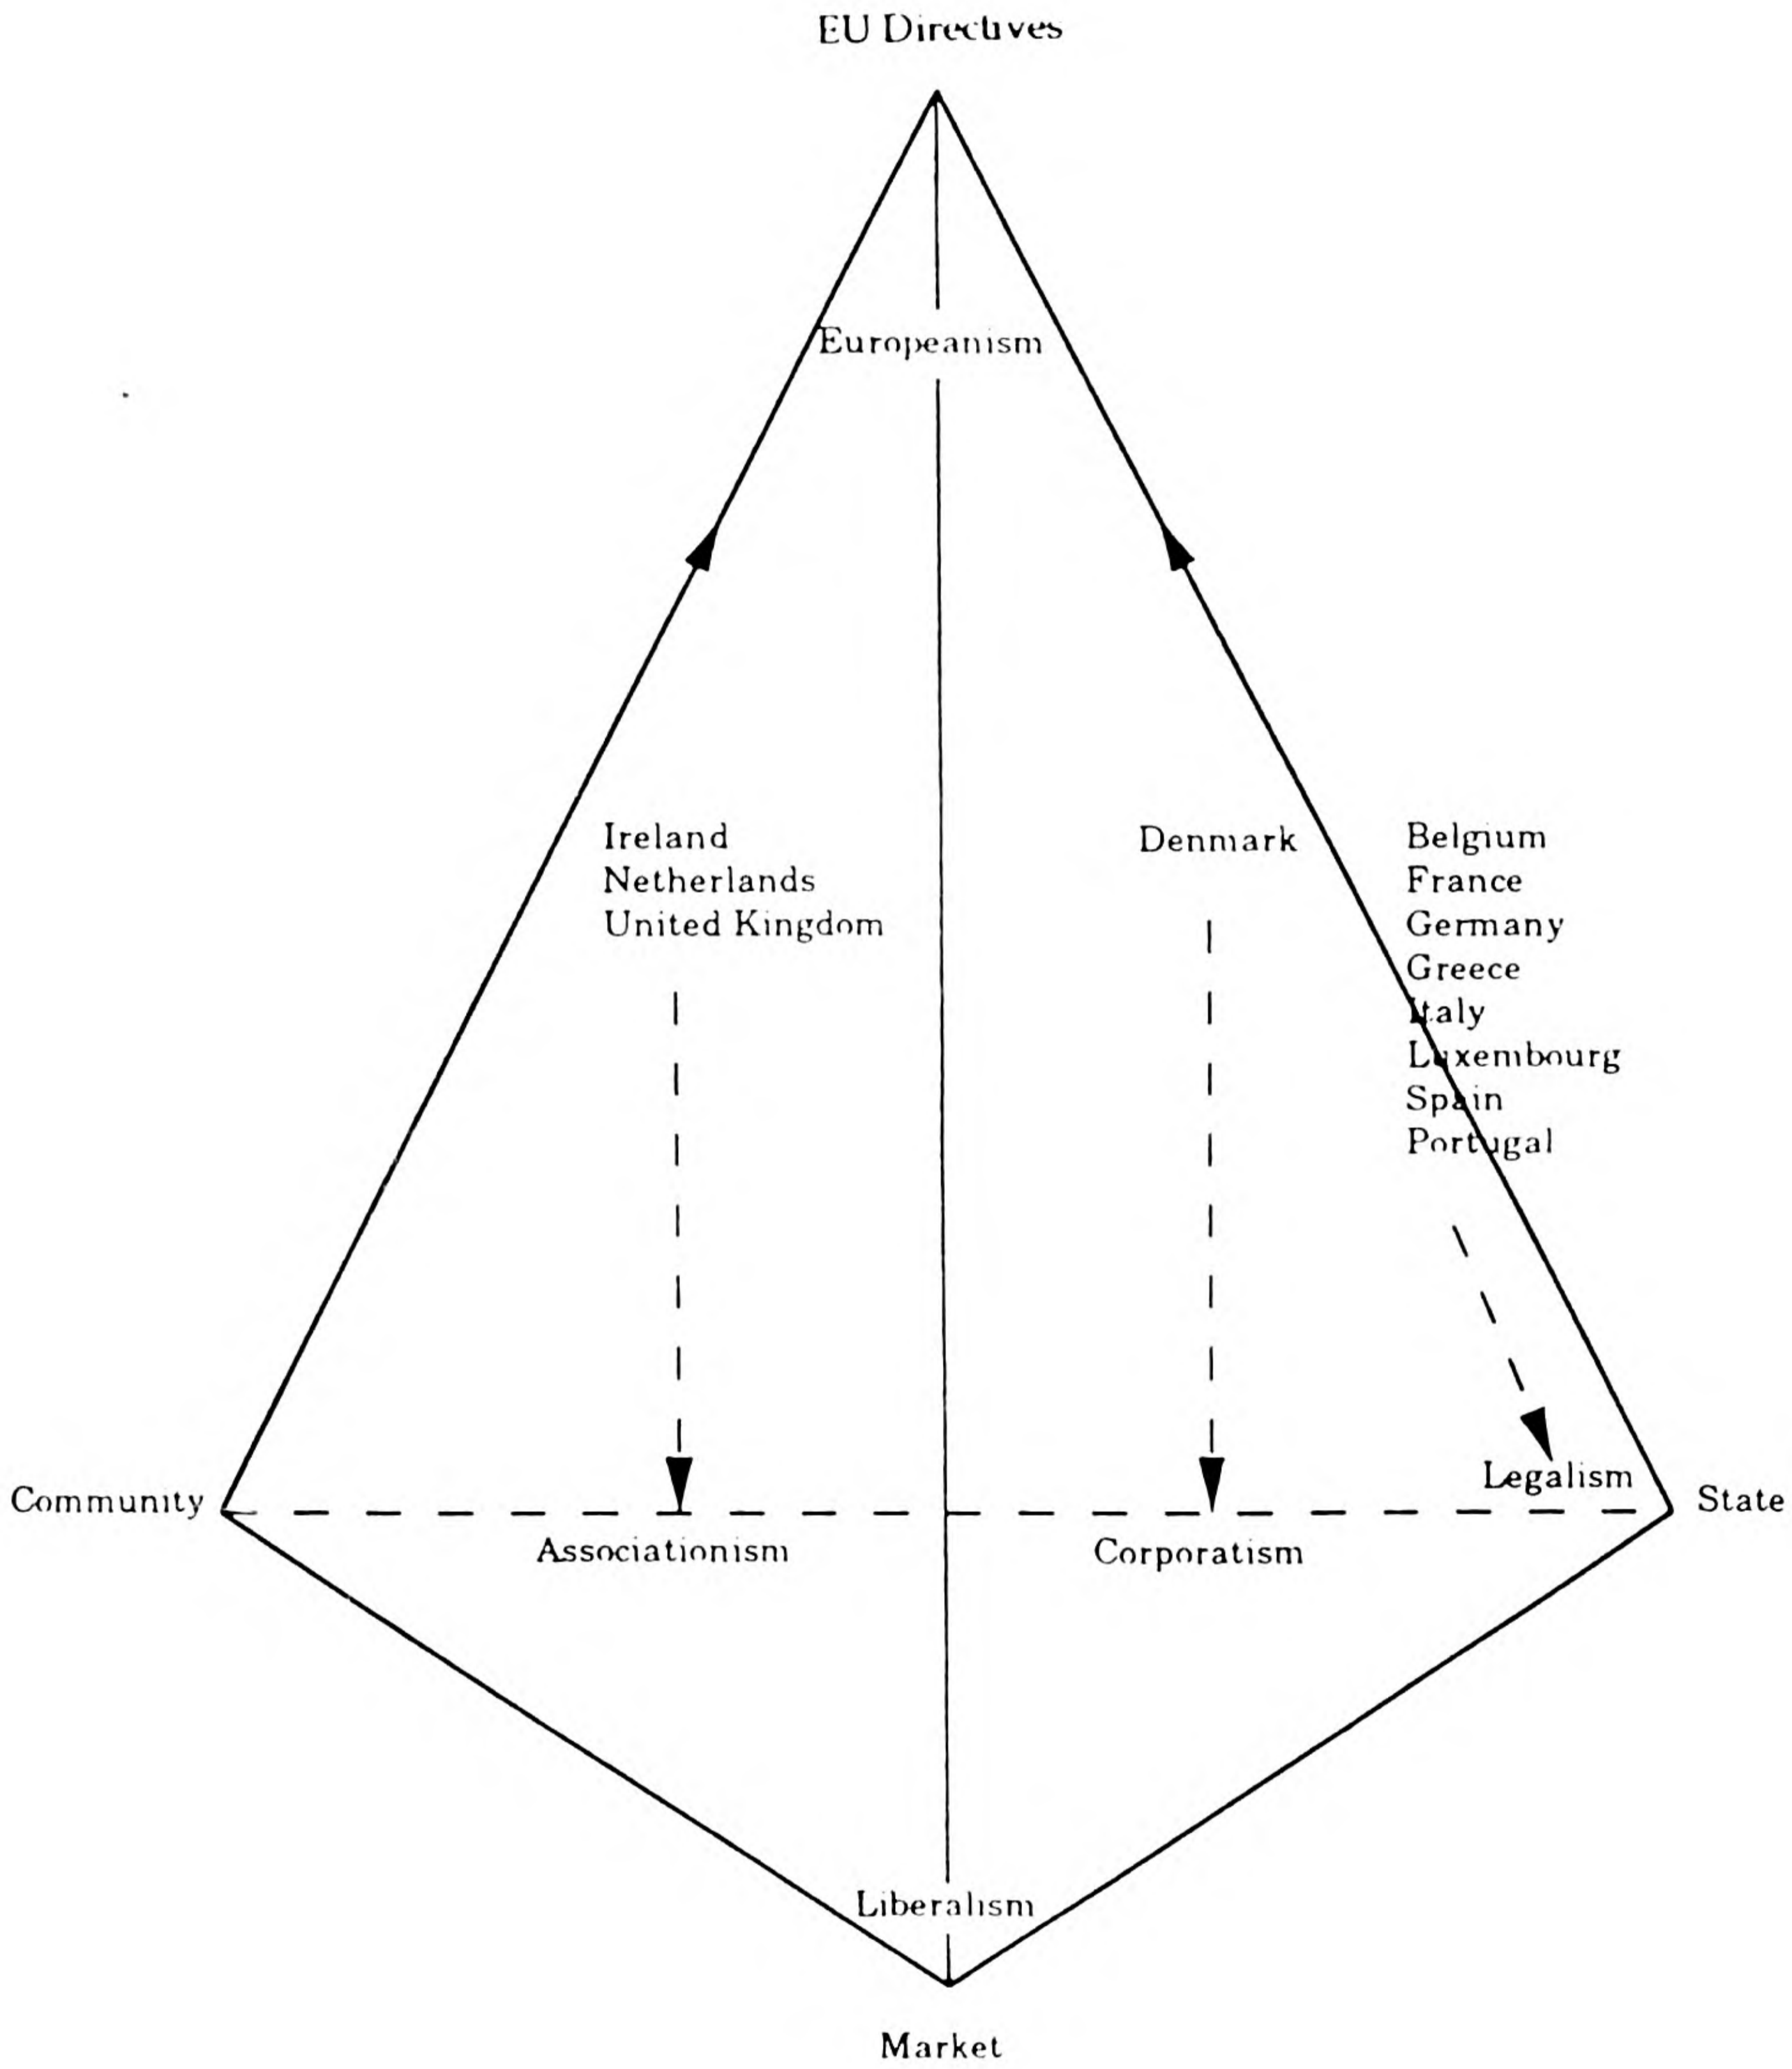 EU Directives
Europeanism
Ireland
Netherlands
United Kingdom
Denmark
Belgium
France
Germany
Greece
Italy
Luxembourg
Spain
Portugal
Community
Legalism
State
Associationism
Corporatism
Liberalism
Market